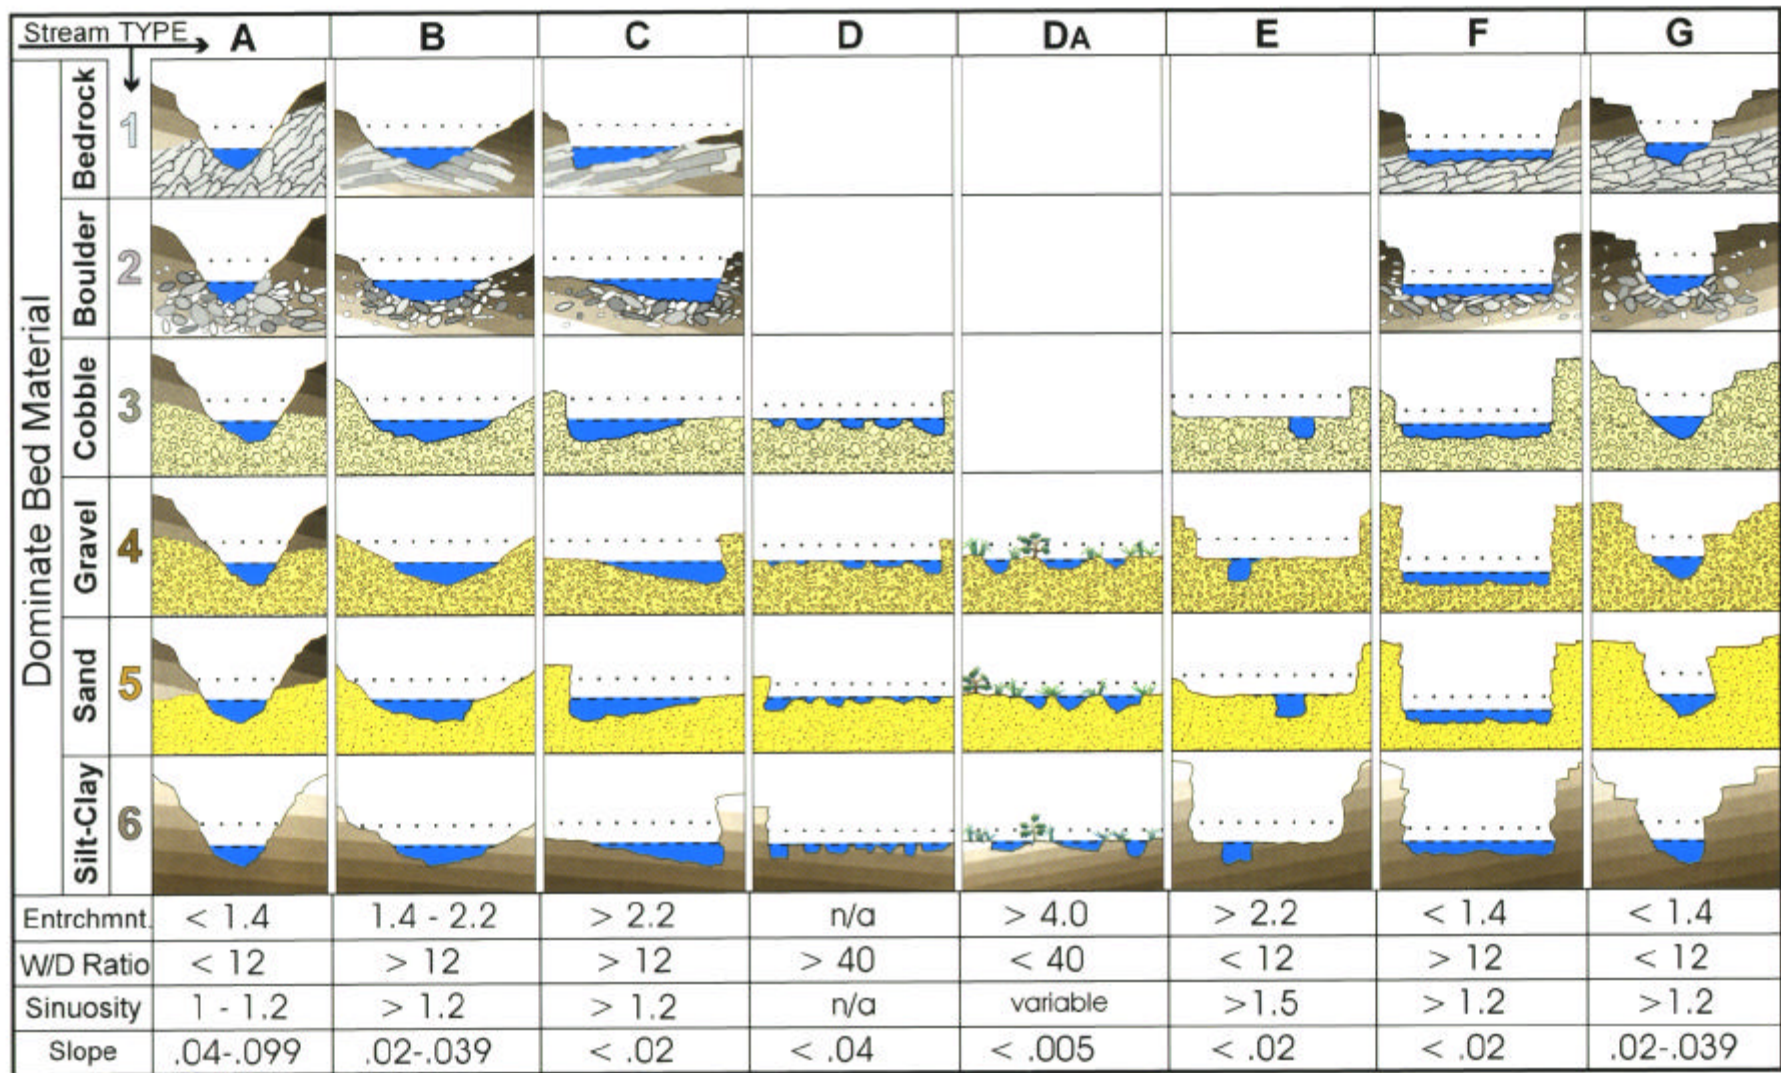 Stream TYPE A B C D DA E F G
Dominate Bed Material
Bedrock 1
Boulder 2
Cobble 3
Gravel 4
Sand 5
Silt-Clay 6
Entrchmnt. < 1.4 1.4 - 2.2 > 2.2 n/a > 4.0 > 2.2 < 1.4 < 1.4
W/D Ratio < 12 > 12 > 12 > 40 < 40 < 12 > 12 < 12
Sinuosity 1 - 1.2 > 1.2 > 1.2 n/a variable >1.5 > 1.2 >1.2
Slope .04-.099 .02-.039 < .02 < .04 < .005 < .02 < .02 .02-.039